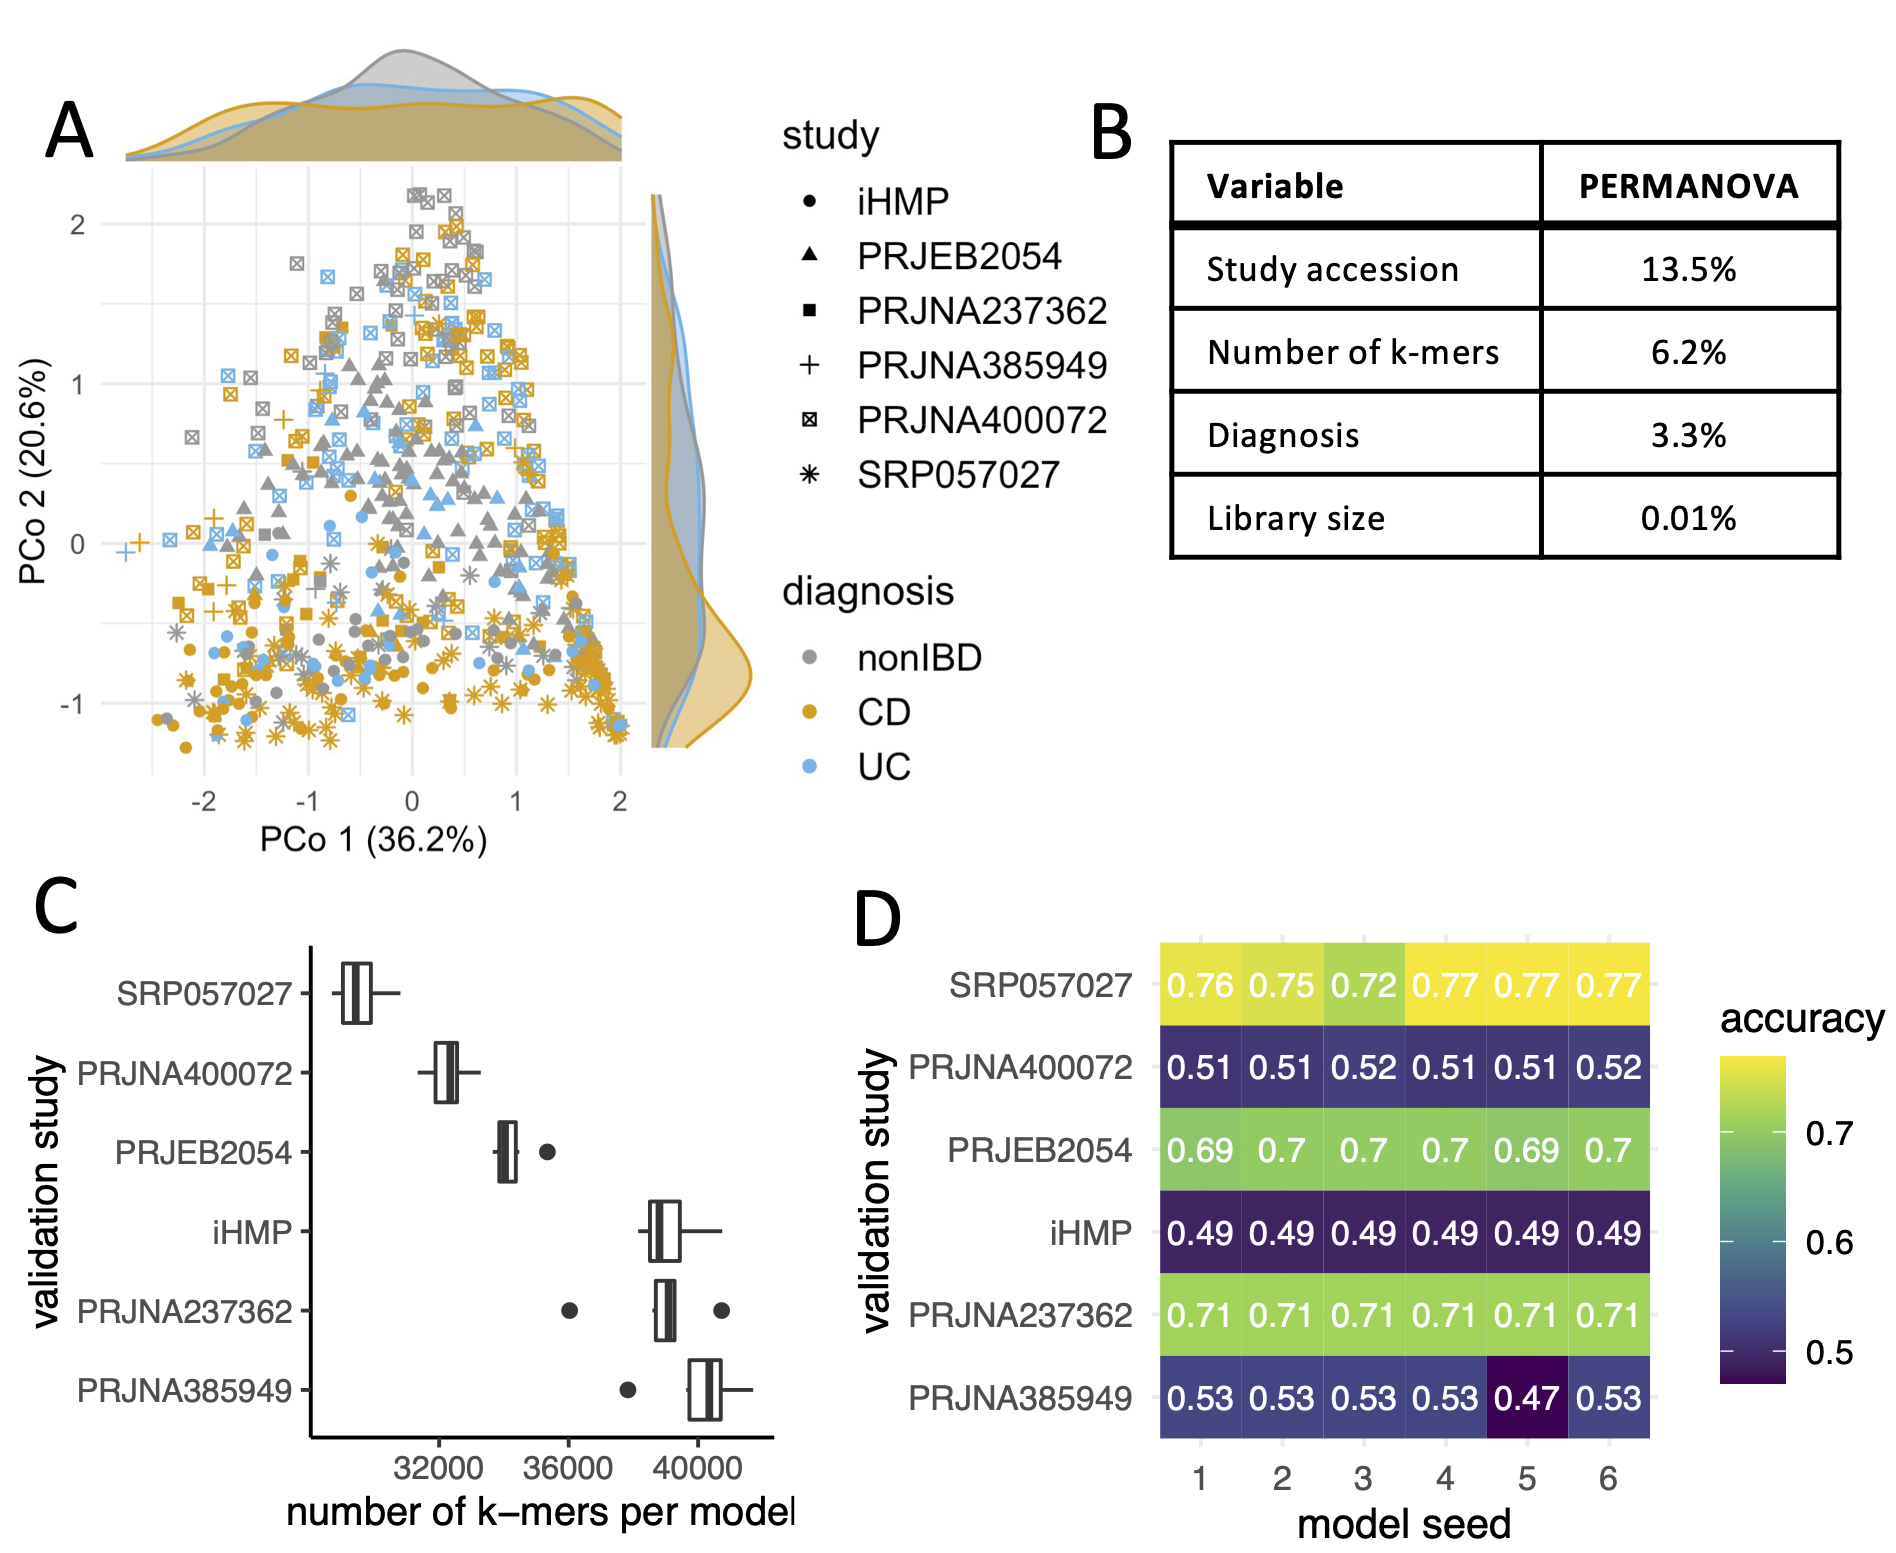 A
study
iHMP
PRJEB2054
PRJNA237362
PRJNA385949
PRJNA400072
SRP057027
diagnosis
nonIBD
CD
UC
2
1
0
-1
PCo 2 (20.6%)
-2 -1 0 1 2
PCo 1 (36.2%)
B
Variable PERMANOVA
Study accession 13.5%
Number of k-mers 6.2%
Diagnosis 3.3%
Library size 0.01%
C
validation study
SRP057027
PRJNA400072
PRJEB2054
iHMP
PRJNA237362
PRJNA385949
32000 36000 40000
number of k−mers per model
D
validation study
SRP057027 0.76 0.75 0.72 0.77 0.77 0.77
PRJNA400072 0.51 0.51 0.52 0.51 0.51 0.52
PRJEB2054 0.69 0.7 0.7 0.7 0.69 0.7
iHMP 0.49 0.49 0.49 0.49 0.49 0.49
PRJNA237362 0.71 0.71 0.71 0.71 0.71 0.71
PRJNA385949 0.53 0.53 0.53 0.53 0.47 0.53
1 2 3 4 5 6
model seed
accuracy
0.7
0.6
0.5